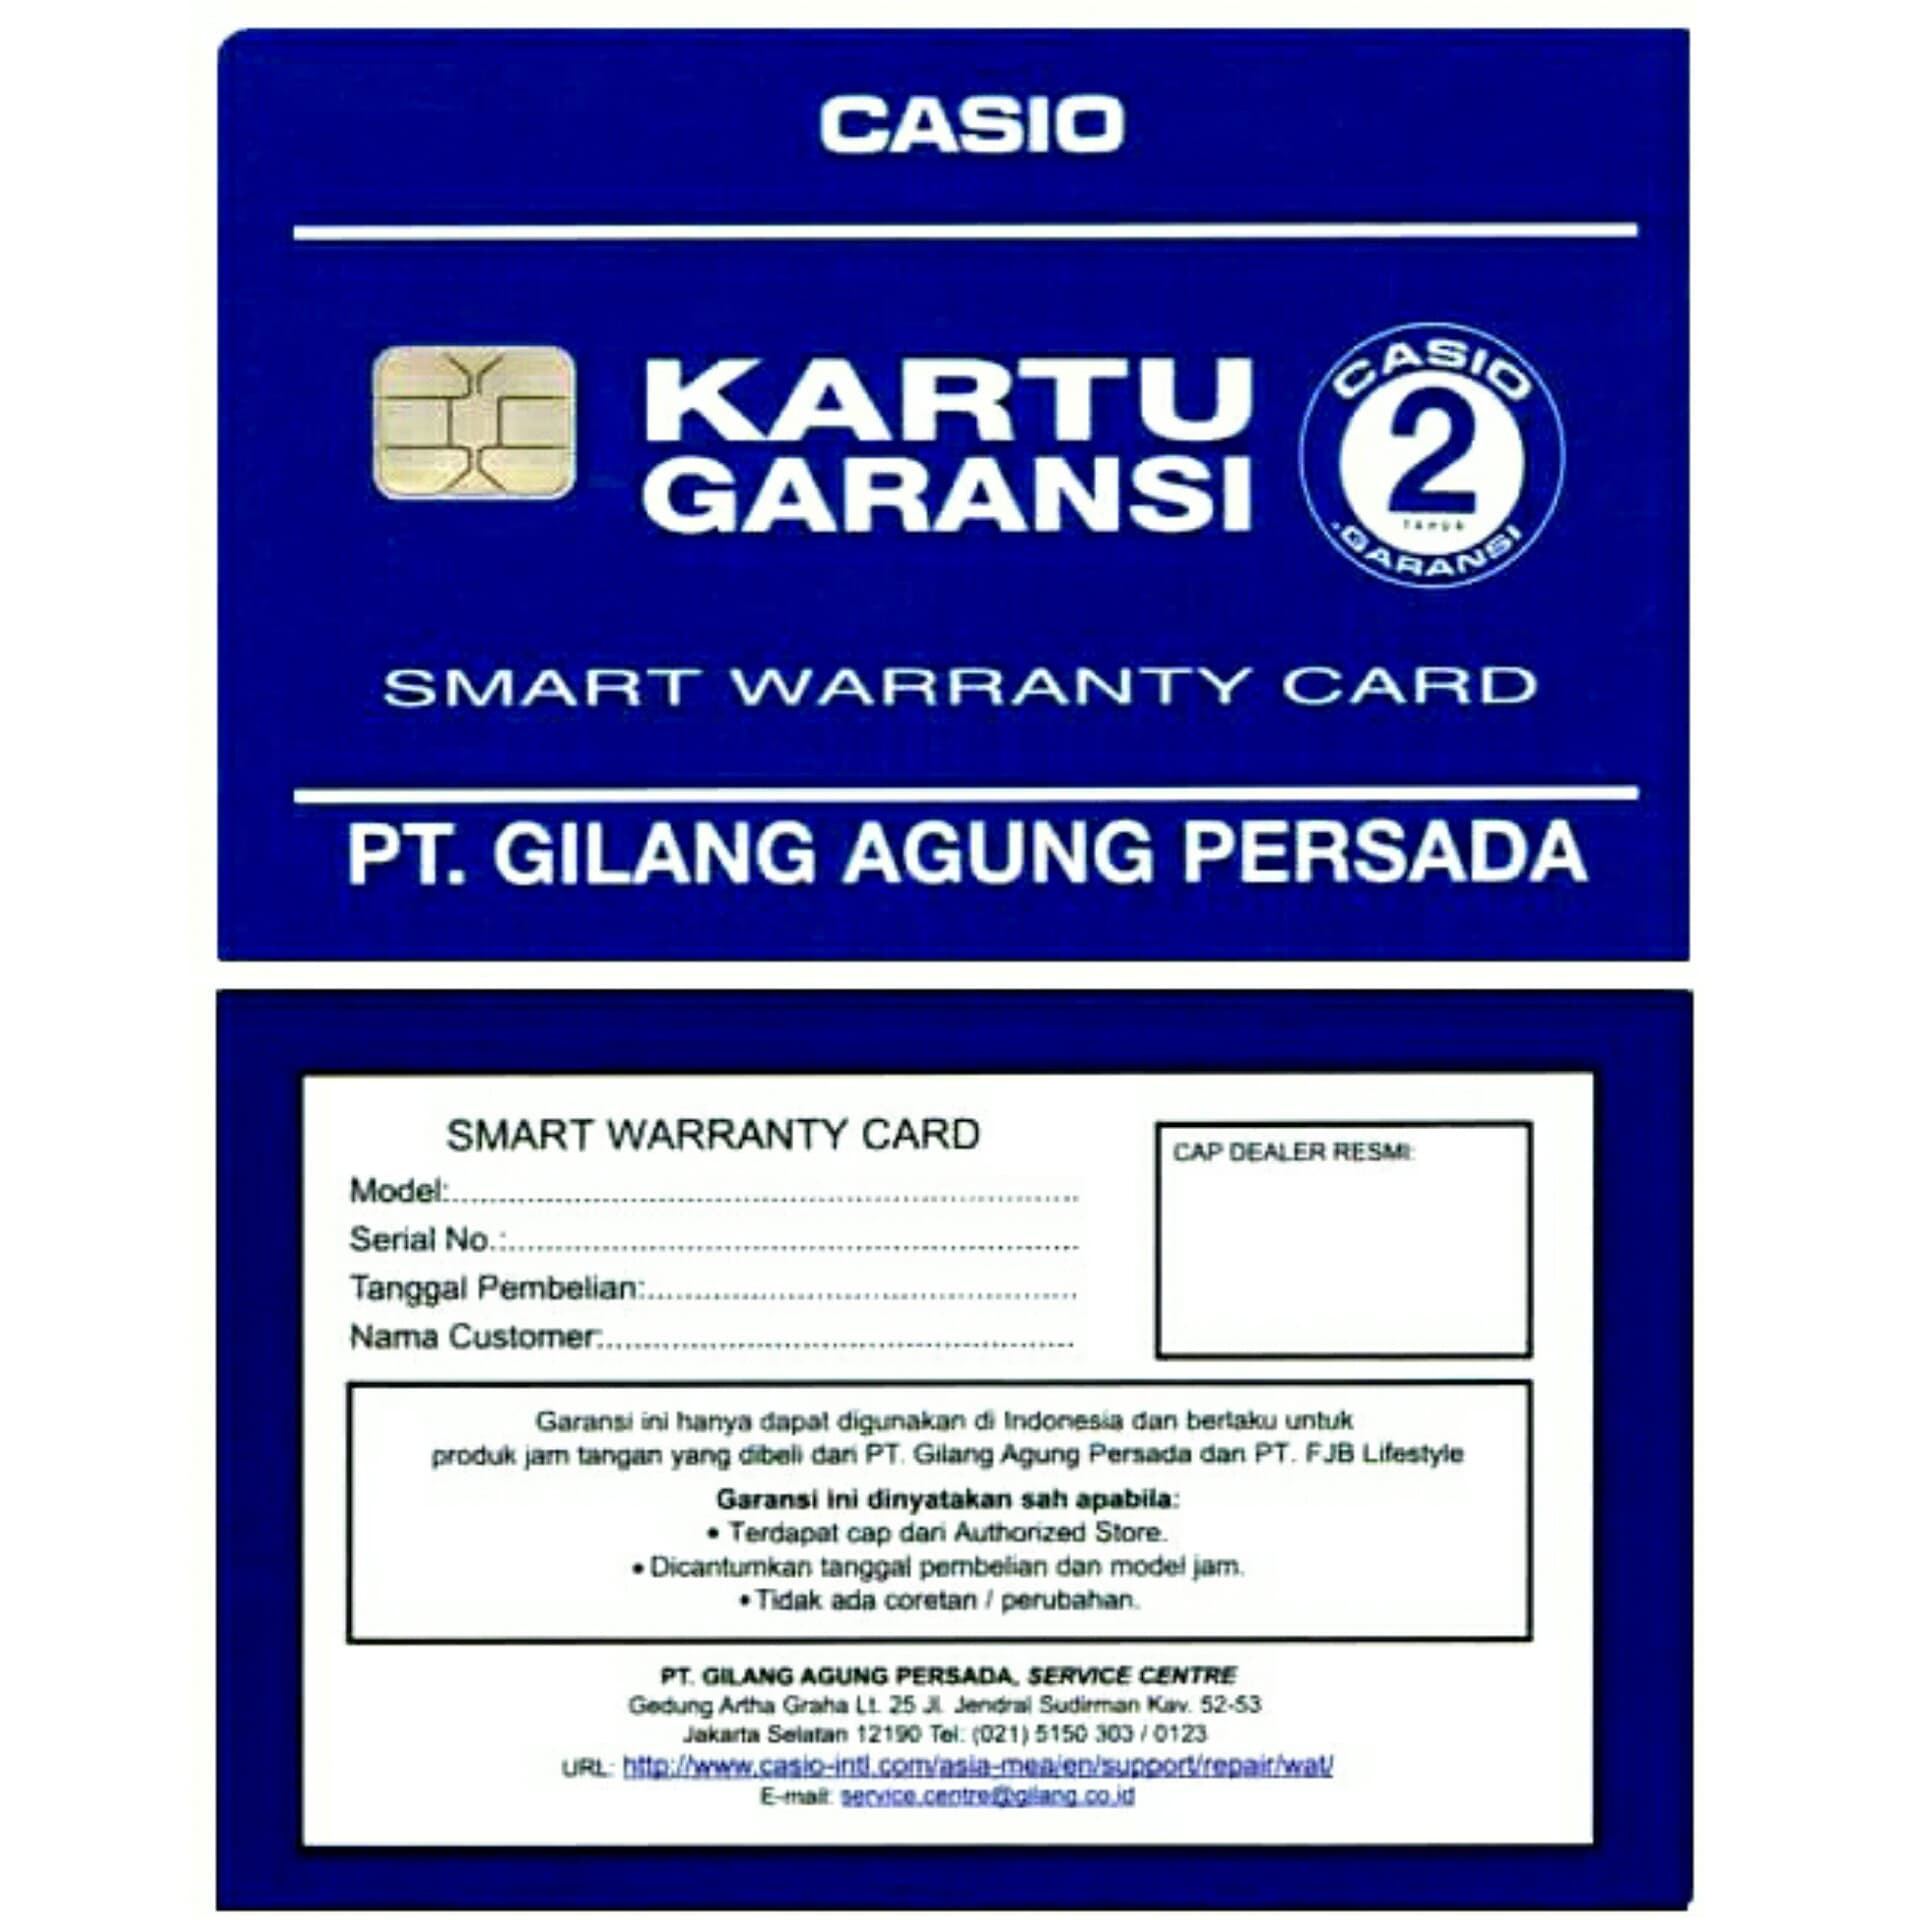 CASIO
KARTU
GARANSI
CASIO
2
TAHUN
GARANSI
SMART WARRANTY CARD
PT. GILANG AGUNG PERSADA
SMART WARRANTY CARD
CAP DEALER RESMI:
Model:
Serial No.:
Tanggal Pembelian:
Nama Customer:
Garansi ini hanya dapat digunakan di Indonesia dan berlaku untuk
produk jam tangan yang dibeli dari PT. Gilang Agung Persada dan PT. FJB Lifestyle
Garansi ini dinyatakan sah apabila:
• Terdapat cap dari Authorized Store.
• Dicantumkan tanggal pembelian dan model jam.
• Tidak ada coretan / perubahan.
PT. GILANG AGUNG PERSADA, SERVICE CENTRE
Gedung Artha Graha Lt. 25 Jl. Jendral Sudirman Kav. 52-53
Jakarta Selatan 12190 Tel: (021) 5150 303 / 0123
URL: http://www.casio-intl.com/asia-mea/en/support/repair/wat/
E-mail: service.centre@gilang.co.id